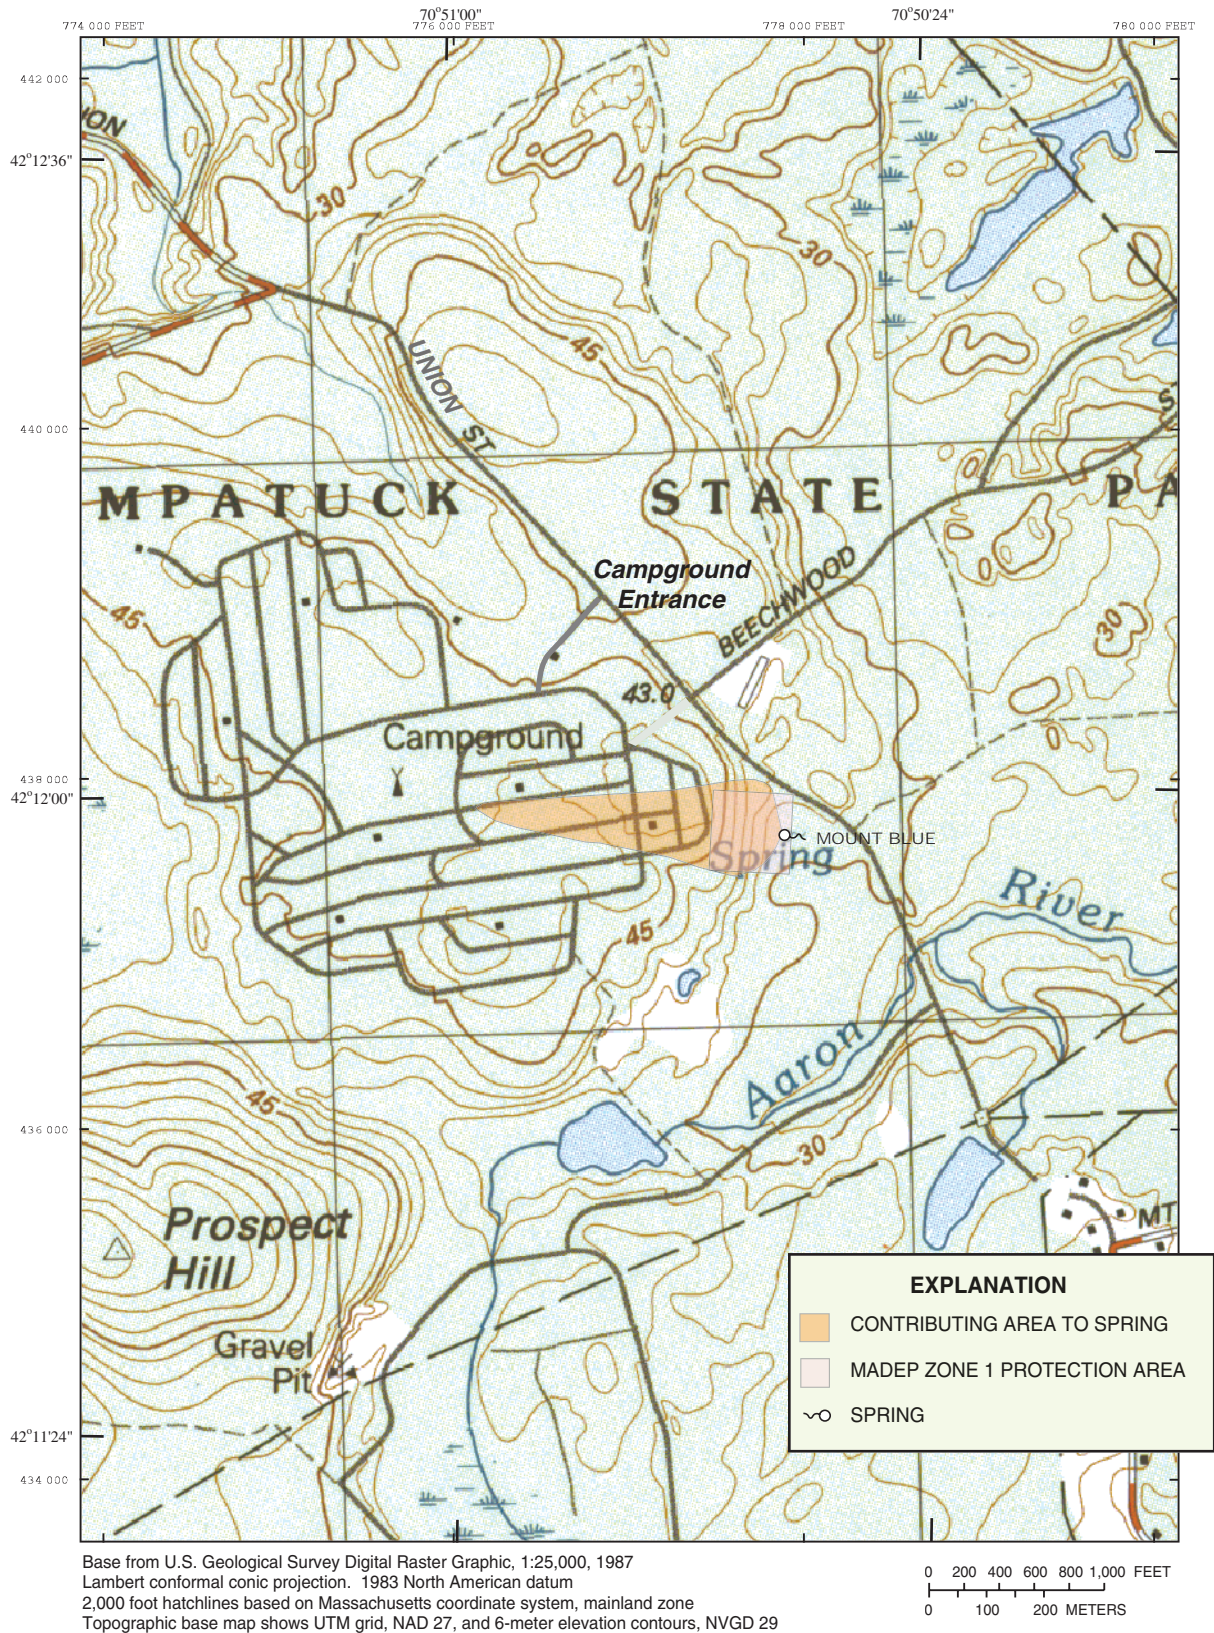 70°51'00"
70°50'24"
774 000 FEET
776 000 FEET
778 000 FEET
780 000 FEET
442 000
ION
42°12'36"
30
30
45
UNION
ST
440 000
S
MPATUCK STATE PA
Campground
Entrance
BEECHWOOD
45
30
43.0
Campground
438 000
42°12'00"
MOUNT BLUE
Spring
River
45
Aaron
45
436 000
30
Prospect
Hill
MT
Gravel
Pit
EXPLANATION
CONTRIBUTING AREA TO SPRING
MADEP ZONE 1 PROTECTION AREA
SPRING
42°11'24"
434 000
Base from U.S. Geological Survey Digital Raster Graphic, 1:25,000, 1987
Lambert conformal conic projection.  1983 North American datum
2,000 foot hatchlines based on Massachusetts coordinate system, mainland zone
Topographic base map shows UTM grid, NAD 27, and 6-meter elevation contours, NVGD 29
0 200 400 600 800 1,000 FEET
0 100 200 METERS